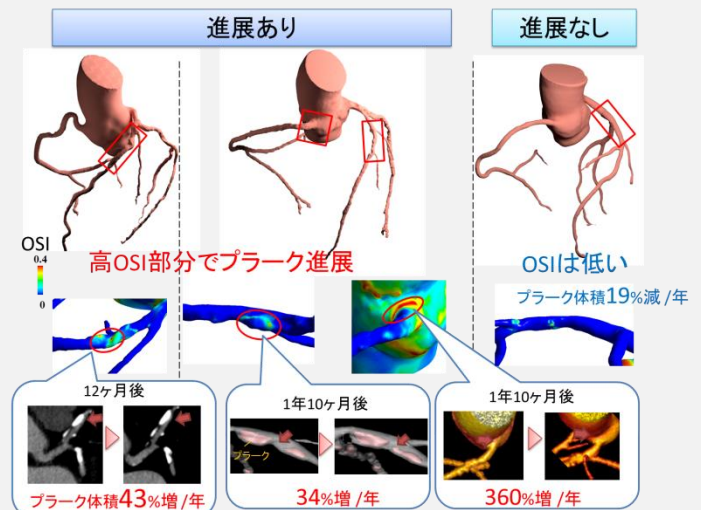 進展あり
進展なし
OSI
0.4
0
高OSI部分でプラーク進展
OSIは低い
プラーク体積19%減/年
12ヶ月後
プラーク体積43%増/年
1年10ヶ月後
プラーク
34%増/年
1年10ヶ月後
360%増/年